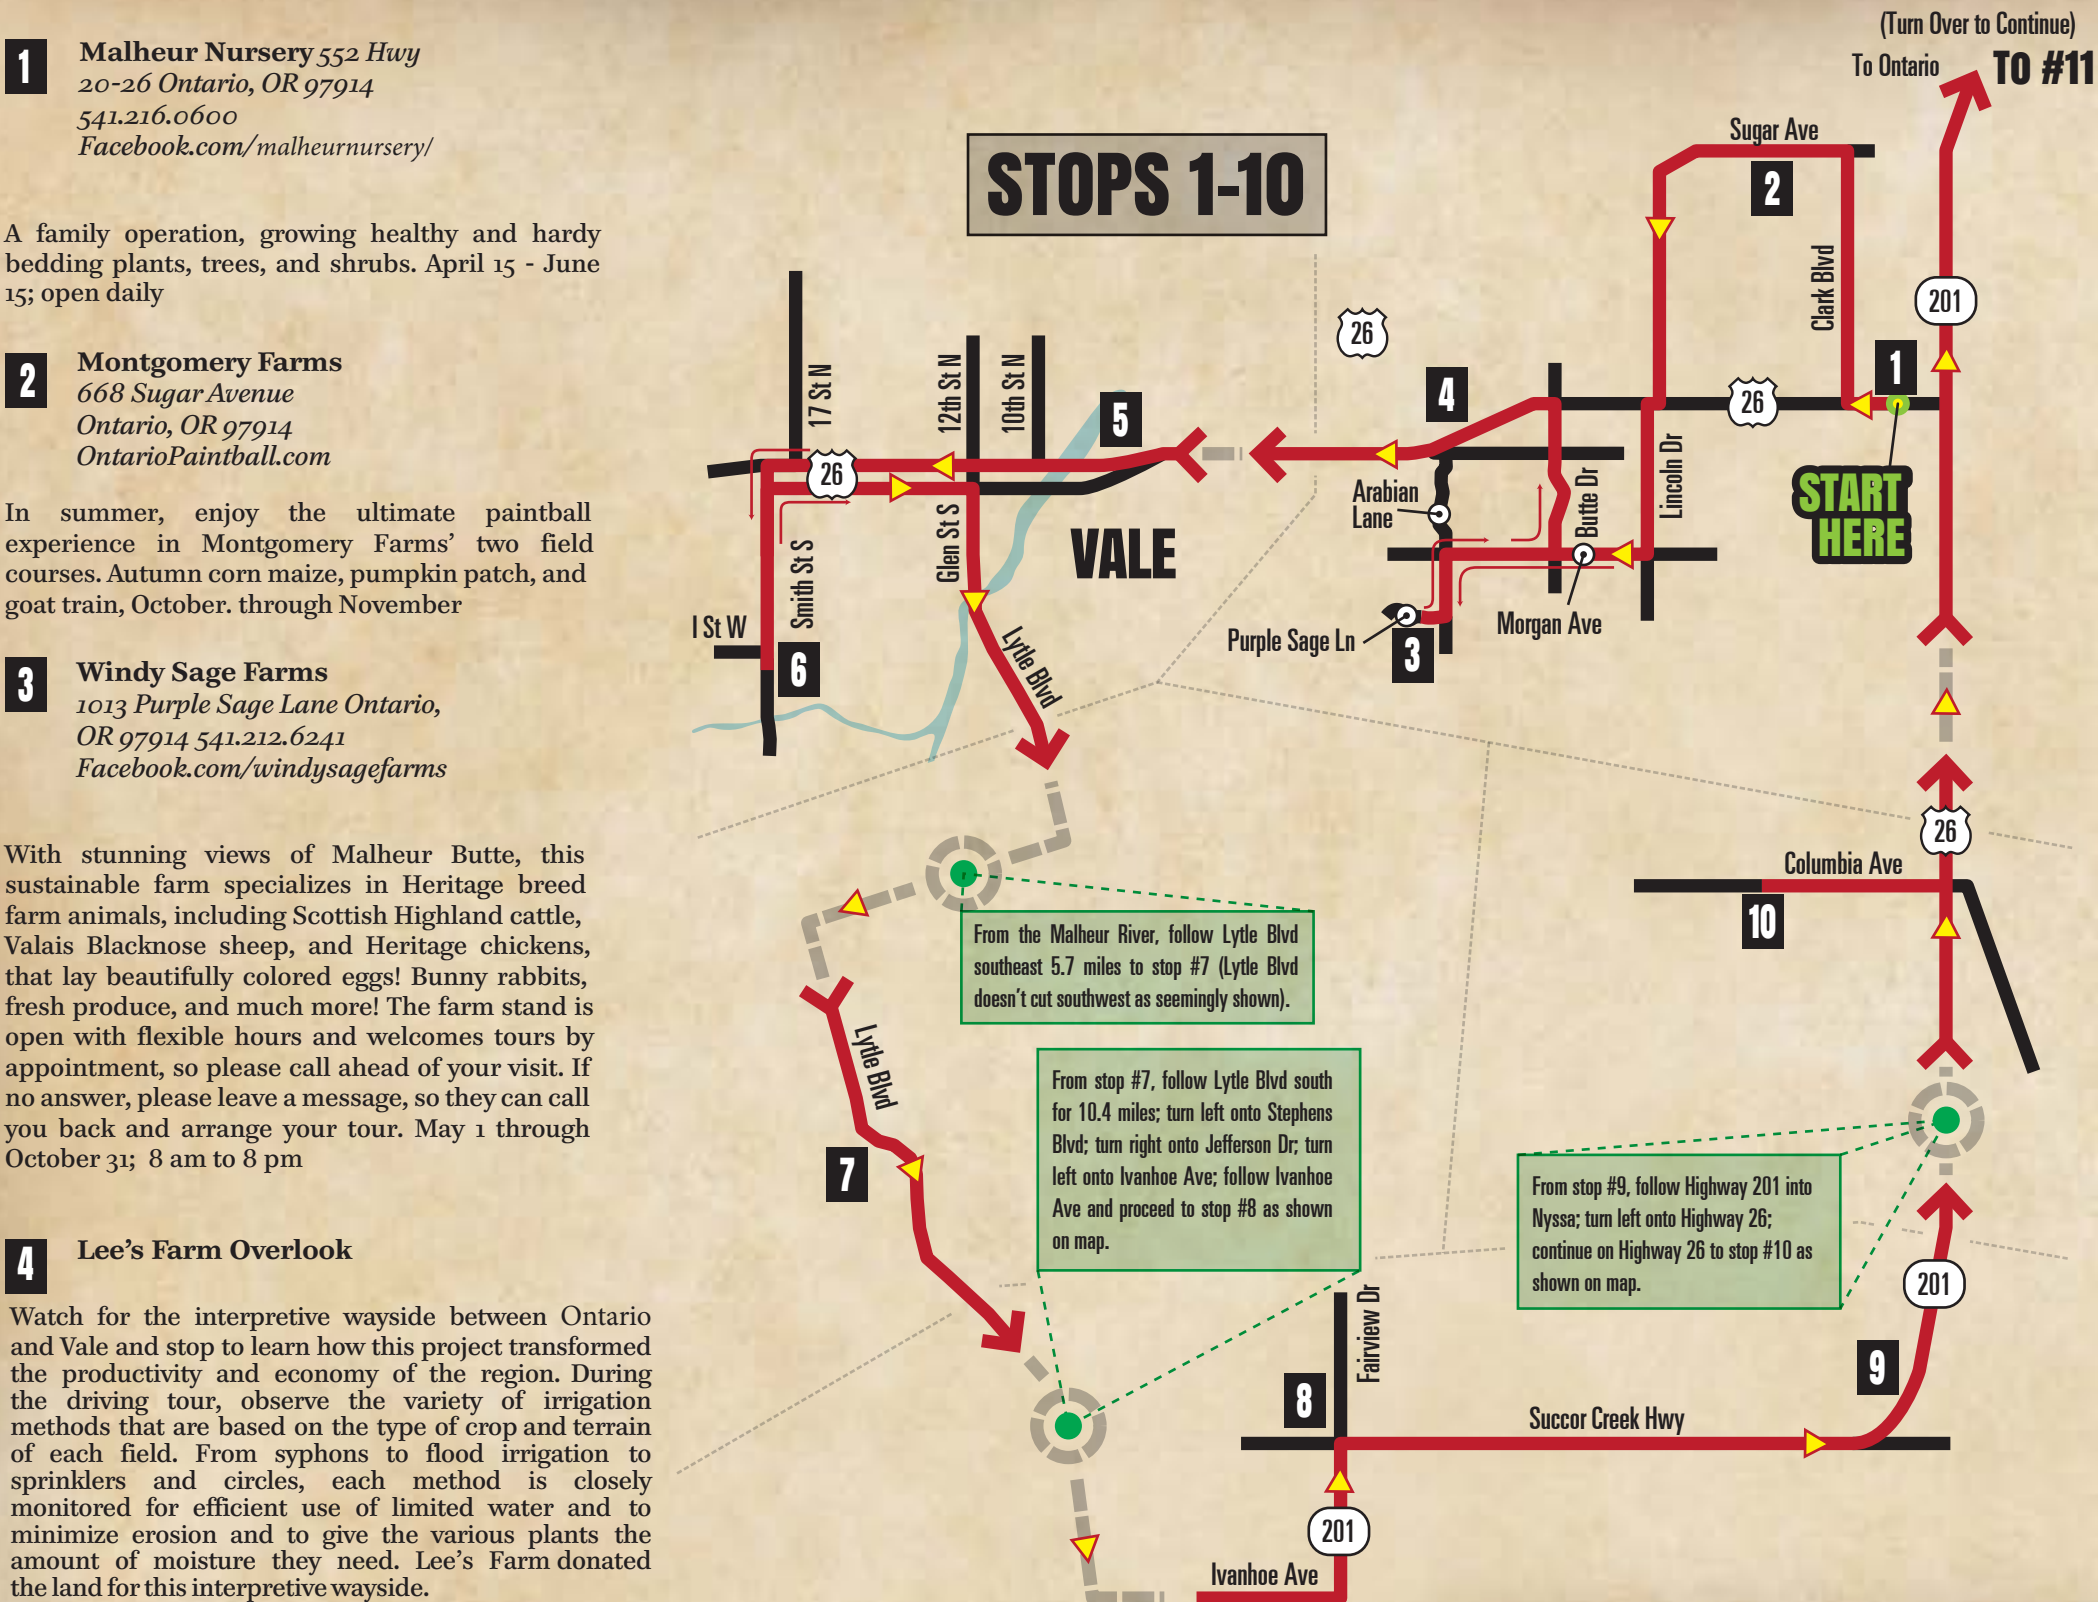 1
Malheur Nursery 552 Hwy
20-26 Ontario, OR 97914
541.216.0600
Facebook.com/malheurnursery/
A family operation, growing healthy and hardy
bedding plants, trees, and shrubs. April 15 - June
15; open daily
2
Montgomery Farms
668 Sugar Avenue
Ontario, OR 97914
OntarioPaintball.com
In summer, enjoy the ultimate paintball
experience in Montgomery Farms' two field
courses. Autumn corn maize, pumpkin patch, and
goat train, October. through November
3
Windy Sage Farms
1013 Purple Sage Lane Ontario,
OR 97914 541.212.6241
Facebook.com/windysagefarms
With stunning views of Malheur Butte, this
sustainable farm specializes in Heritage breed
farm animals, including Scottish Highland cattle,
Valais Blacknose sheep, and Heritage chickens,
that lay beautifully colored eggs! Bunny rabbits,
fresh produce, and much more! The farm stand is
open with flexible hours and welcomes tours by
appointment, so please call ahead of your visit. If
no answer, please leave a message, so they can call
you back and arrange your tour. May 1 through
October 31; 8 am to 8 pm
4
Lee's Farm Overlook
Watch for the interpretive wayside between Ontario
and Vale and stop to learn how this project transformed
the productivity and economy of the region. During
the driving tour, observe the variety of irrigation
methods that are based on the type of crop and terrain
of each field. From syphons to flood irrigation to
sprinklers and circles, each method is closely
monitored for efficient use of limited water and to
minimize erosion and to give the various plants the
amount of moisture they need. Lee's Farm donated
the land for this interpretive wayside.
(Turn Over to Continue)
To Ontario
TO #11
STOPS 1-10
Sugar Ave
2
Clark Blvd
201
26
1
26
4
START
HERE
17 St N
12th St N
10th St N
5
26
Arabian
Lane
Butte Dr
Lincoln Dr
Glen St S
VALE
Smith St S
I St W
6
Lytle Blvd
Purple Sage Ln
3
Morgan Ave
26
Columbia Ave
10
From the Malheur River, follow Lytle Blvd
southeast 5.7 miles to stop #7 (Lytle Blvd
doesn't cut southwest as seemingly shown).
Lytle Blvd
7
From stop #7, follow Lytle Blvd south
for 10.4 miles; turn left onto Stephens
Blvd; turn right onto Jefferson Dr; turn
left onto Ivanhoe Ave; follow Ivanhoe
Ave and proceed to stop #8 as shown
on map.
From stop #9, follow Highway 201 into
Nyssa; turn left onto Highway 26;
continue on Highway 26 to stop #10 as
shown on map.
201
Fairview Dr
8
9
Succor Creek Hwy
201
Ivanhoe Ave